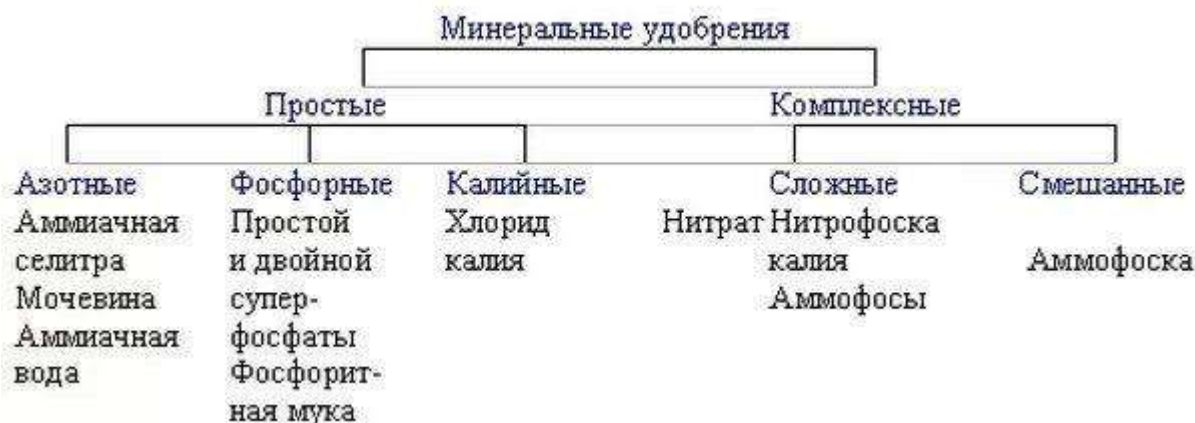 Минеральные удобрения
Простые Комплексные
Азотные Фосфорные Калийные Сложные Смешанные
Аммиачная Простой Хлорид Нитрат Нитрофоска
селитра и двойной калия калия Аммофоска
Мочевина супер- Аммофосы
Аммиачная фосфаты
вода Фосфорит-
ная мука